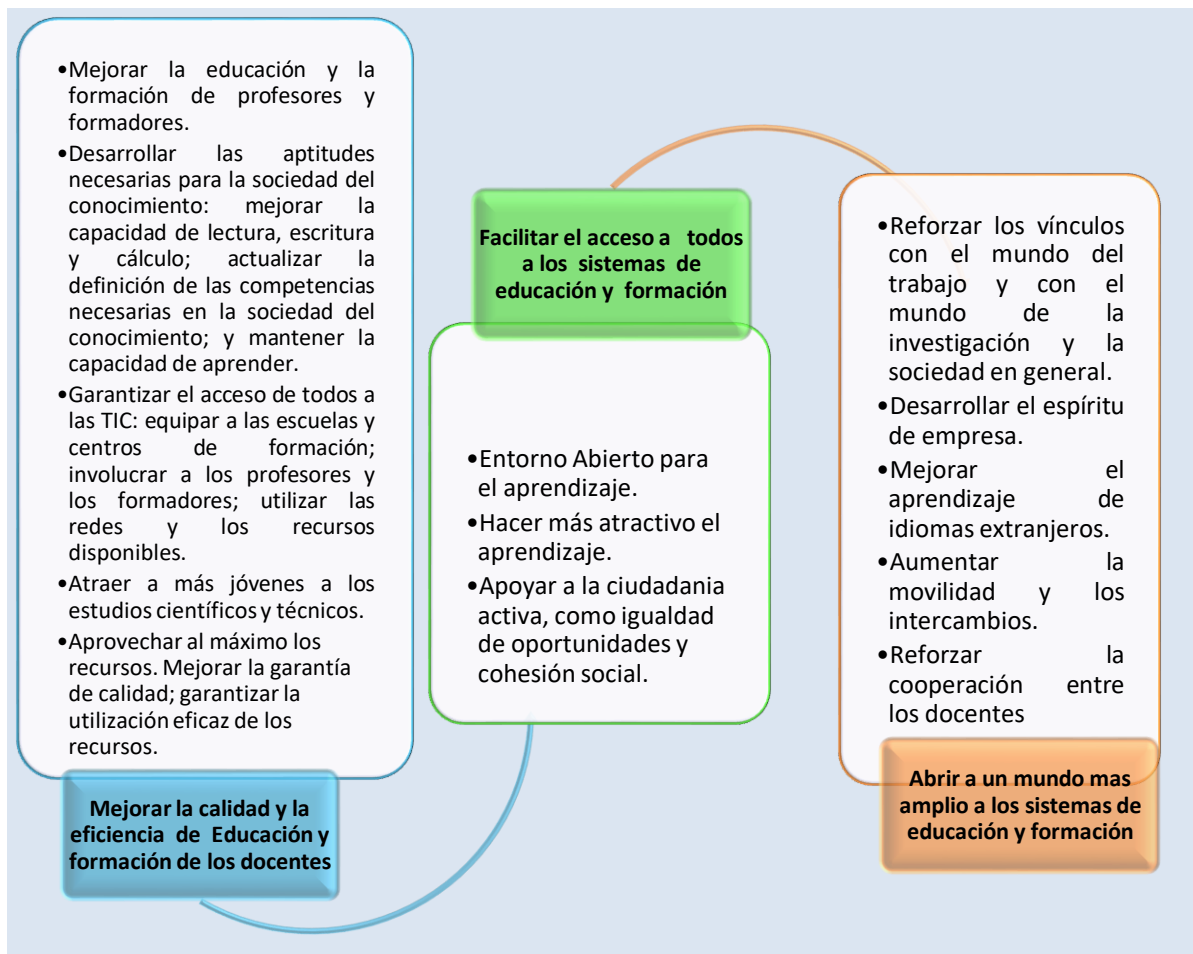 •Mejorar la educación y la
formación de profesores y
formadores.
•Desarrollar las aptitudes
necesarias para la sociedad del
conocimiento: mejorar la
capacidad de lectura, escritura
y cálculo; actualizar la
definición de las competencias
necesarias en la sociedad del
conocimiento; y mantener la
capacidad de aprender.
•Garantizar el acceso de todos a
las TIC: equipar a las escuelas y
centros de formación;
involucrar a los profesores y
los formadores; utilizar las
redes y los recursos
disponibles.
•Atraer a más jóvenes a los
estudios científicos y técnicos.
•Aprovechar al máximo los
recursos. Mejorar la garantía
de calidad; garantizar la
utilización eficaz de los
recursos.
Mejorar la calidad y la
eficiencia de Educación y
formación de los docentes
Facilitar el acceso a todos
a los sistemas de
educación y formación
•Entorno Abierto para
el aprendizaje.
•Hacer más atractivo el
aprendizaje.
•Apoyar a la ciudadania
activa, como igualdad
de oportunidades y
cohesión social.
•Reforzar los vínculos
con el mundo del
trabajo y con el
mundo de la
investigación y la
sociedad en general.
•Desarrollar el espíritu
de empresa.
•Mejorar el
aprendizaje de
idiomas extranjeros.
•Aumentar la
movilidad y los
intercambios.
•Reforzar la
cooperación entre
los docentes
Abrir a un mundo mas
amplio a los sistemas de
educación y formación